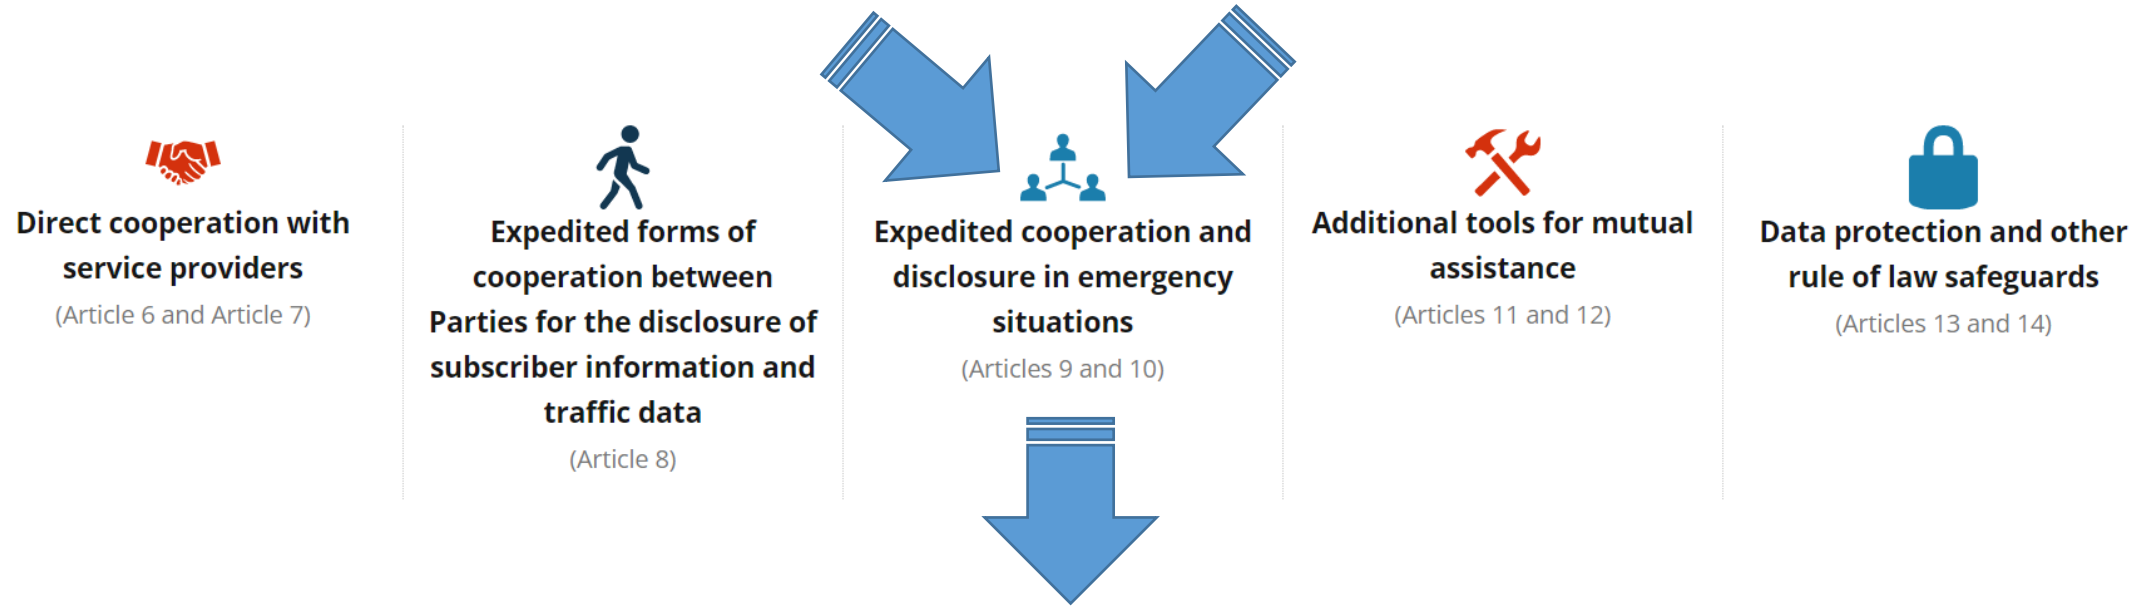 Direct cooperation with
service providers
(Article 6 and Article 7)
Expedited forms of
cooperation between
Parties for the disclosure of
subscriber information and
traffic data
(Article 8)
Expedited cooperation and
disclosure in emergency
situations
(Articles 9 and 10)
Additional tools for mutual
assistance
(Articles 11 and 12)
Data protection and other
rule of law safeguards
(Articles 13 and 14)